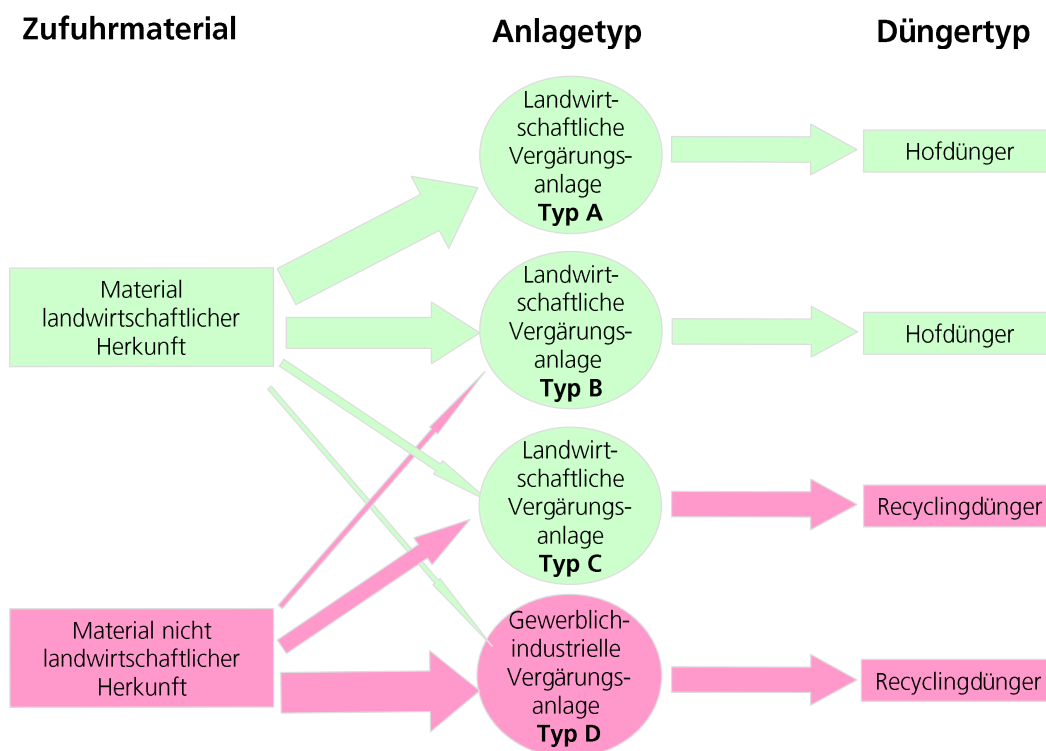 Zufuhrmaterial
Anlagetyp
Düngertyp
Landwirt-
schaftliche
Vergärungs-
anlage
Typ A
Hofdünger
Material
landwirtschaftlicher
Herkunft
Landwirt-
schaftliche
Vergärungs-
anlage
Typ B
Hofdünger
Landwirt-
schaftliche
Vergärungs-
anlage
Typ C
Recyclingdünger
Material nicht
landwirtschaftlicher
Herkunft
Gewerblich-
industrielle
Vergärungs-
anlage
Typ D
Recyclingdünger